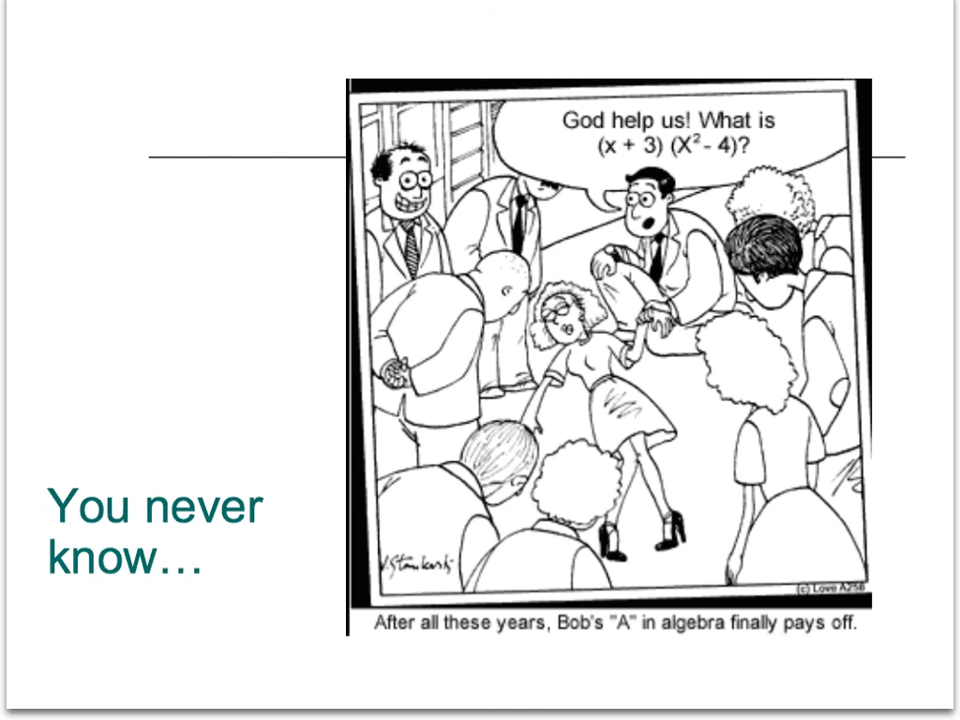 God help us! What is
(x + 3) (X² - 4)?
You never
know…
(c) Love A258
After all these years, Bob's "A" in algebra finally pays off.